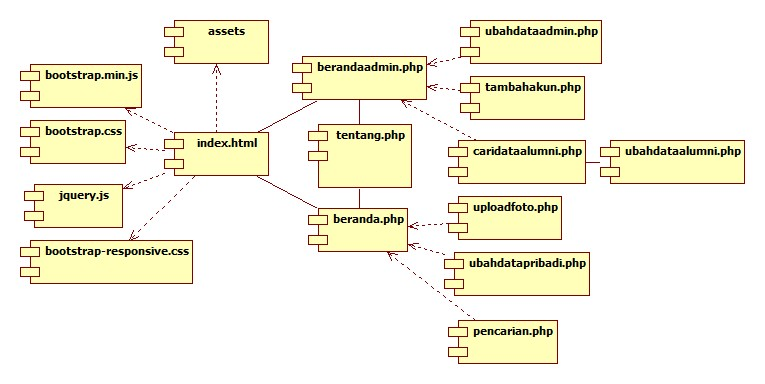 assets
ubahdataadmin.php
berandaadmin.php
bootstrap.min.js
tambahakun.php
bootstrap.css
tentang.php
index.html
caridataalumni.php
ubahdataalumni.php
jquery.js
uploadfoto.php
beranda.php
bootstrap-responsive.css
ubahdatapribadi.php
pencarian.php